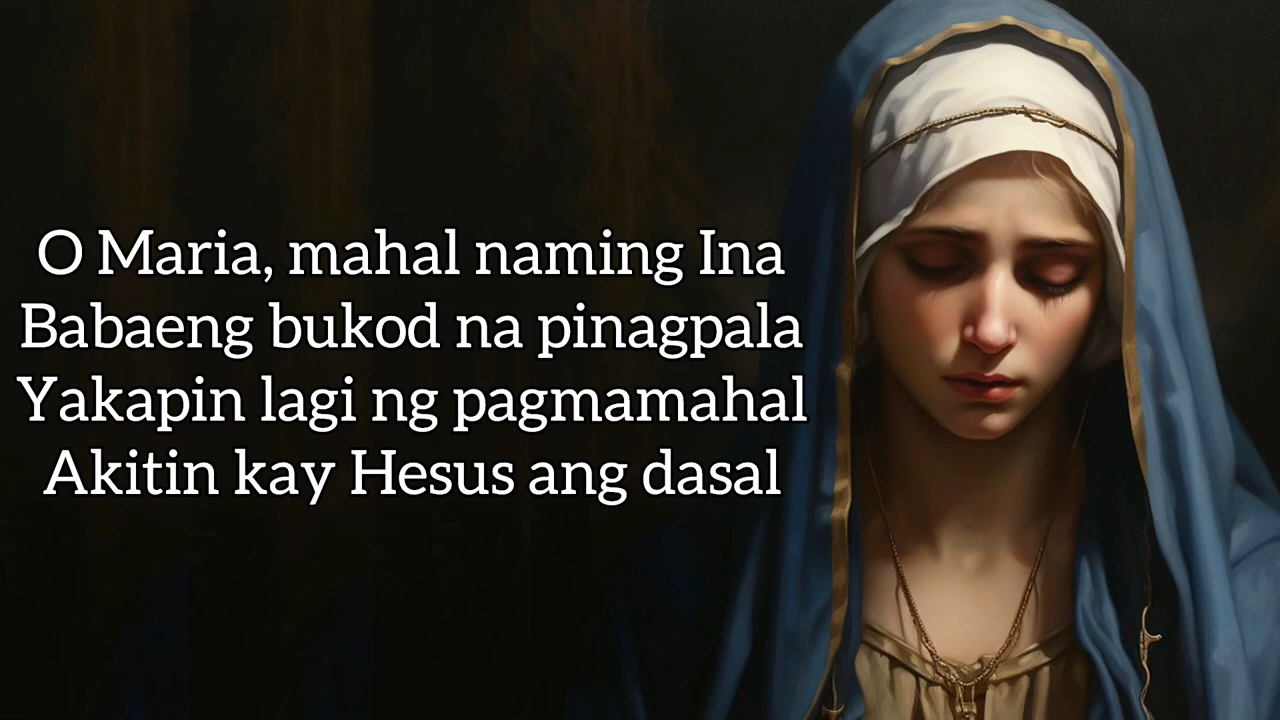 O Maria, mahal naming Ina
Babaeng bukod na pinagpala
Yakapin lagi ng pagmamahal
Akitin kay Hesus ang dasal